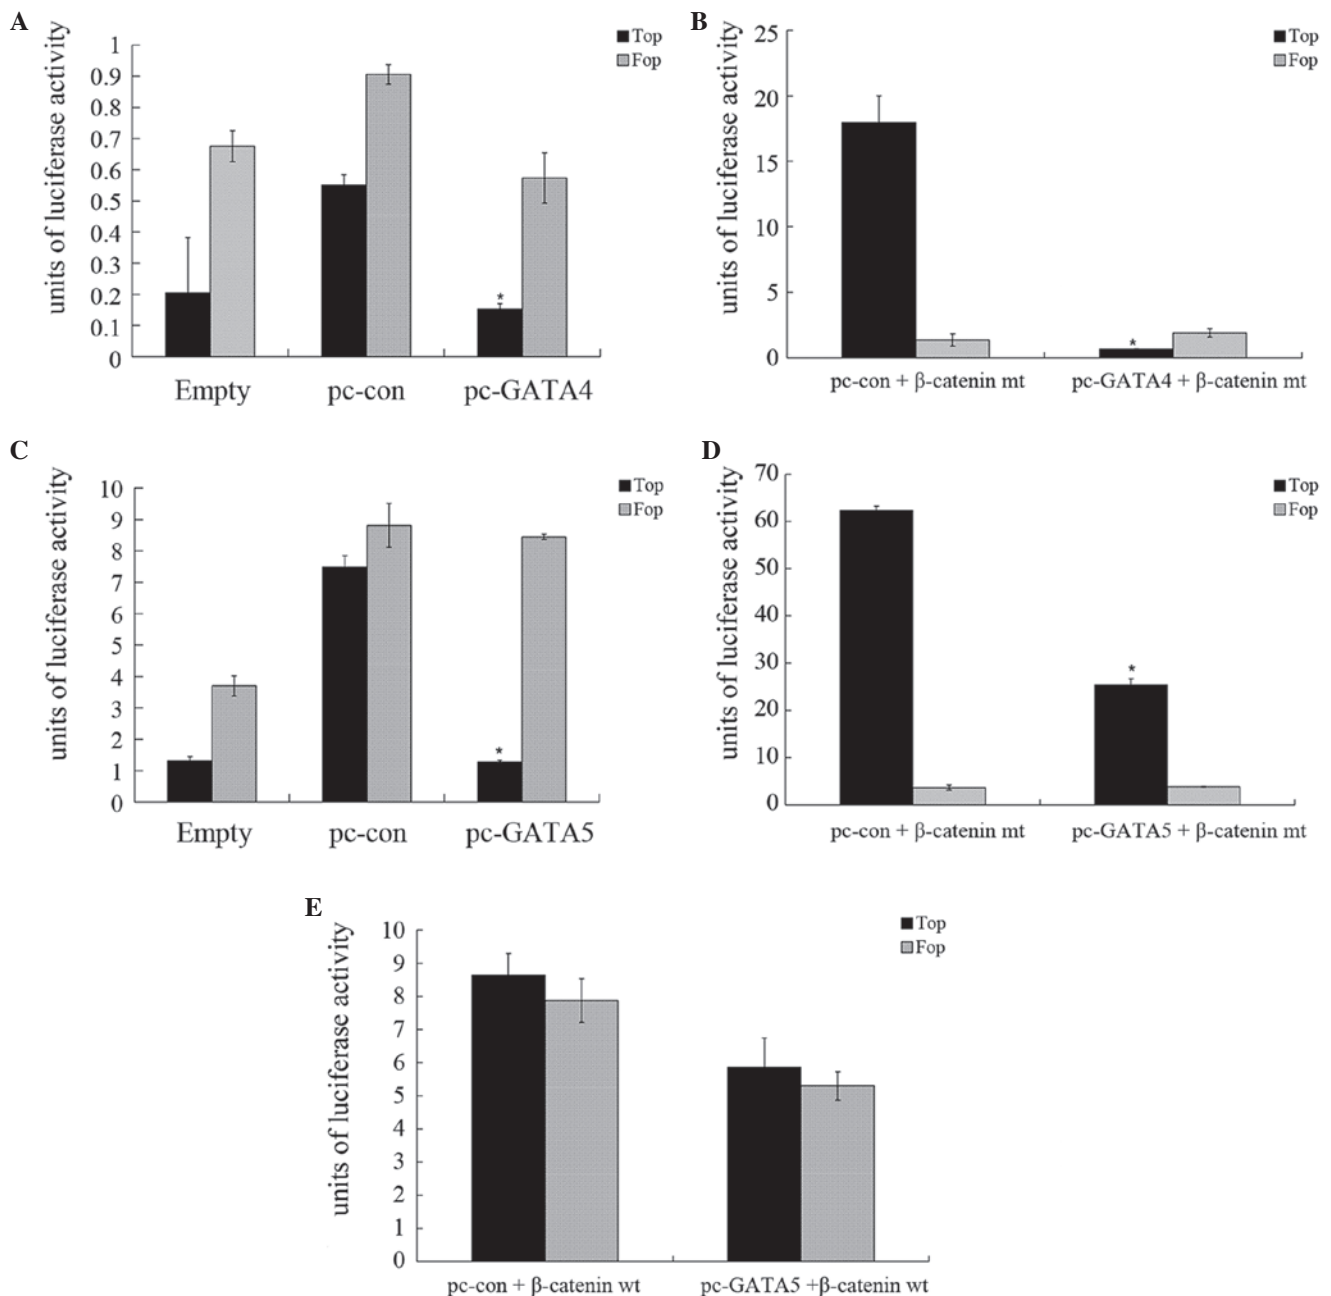 A
units of luciferase activity
1
0.9
0.8
0.7
0.6
0.5
0.4
0.3
0.2
0.1
0
*
Top
Fop
Empty pc-con pc-GATA4
B
units of luciferase activity
25
20
15
10
5
0
*
Top
Fop
pc-con + β-catenin mt pc-GATA4 + β-catenin mt
C
units of luciferase activity
10
9
8
7
6
5
4
3
2
1
0
*
Top
Fop
Empty pc-con pc-GATA5
D
units of luciferase activity
70
60
50
40
30
20
10
0
*
Top
Fop
pc-con + β-catenin mt pc-GATA5 + β-catenin mt
E
units of luciferase activity
10
9
8
7
6
5
4
3
2
1
0
Top
Fop
pc-con + β-catenin wt pc-GATA5 +β-catenin wt